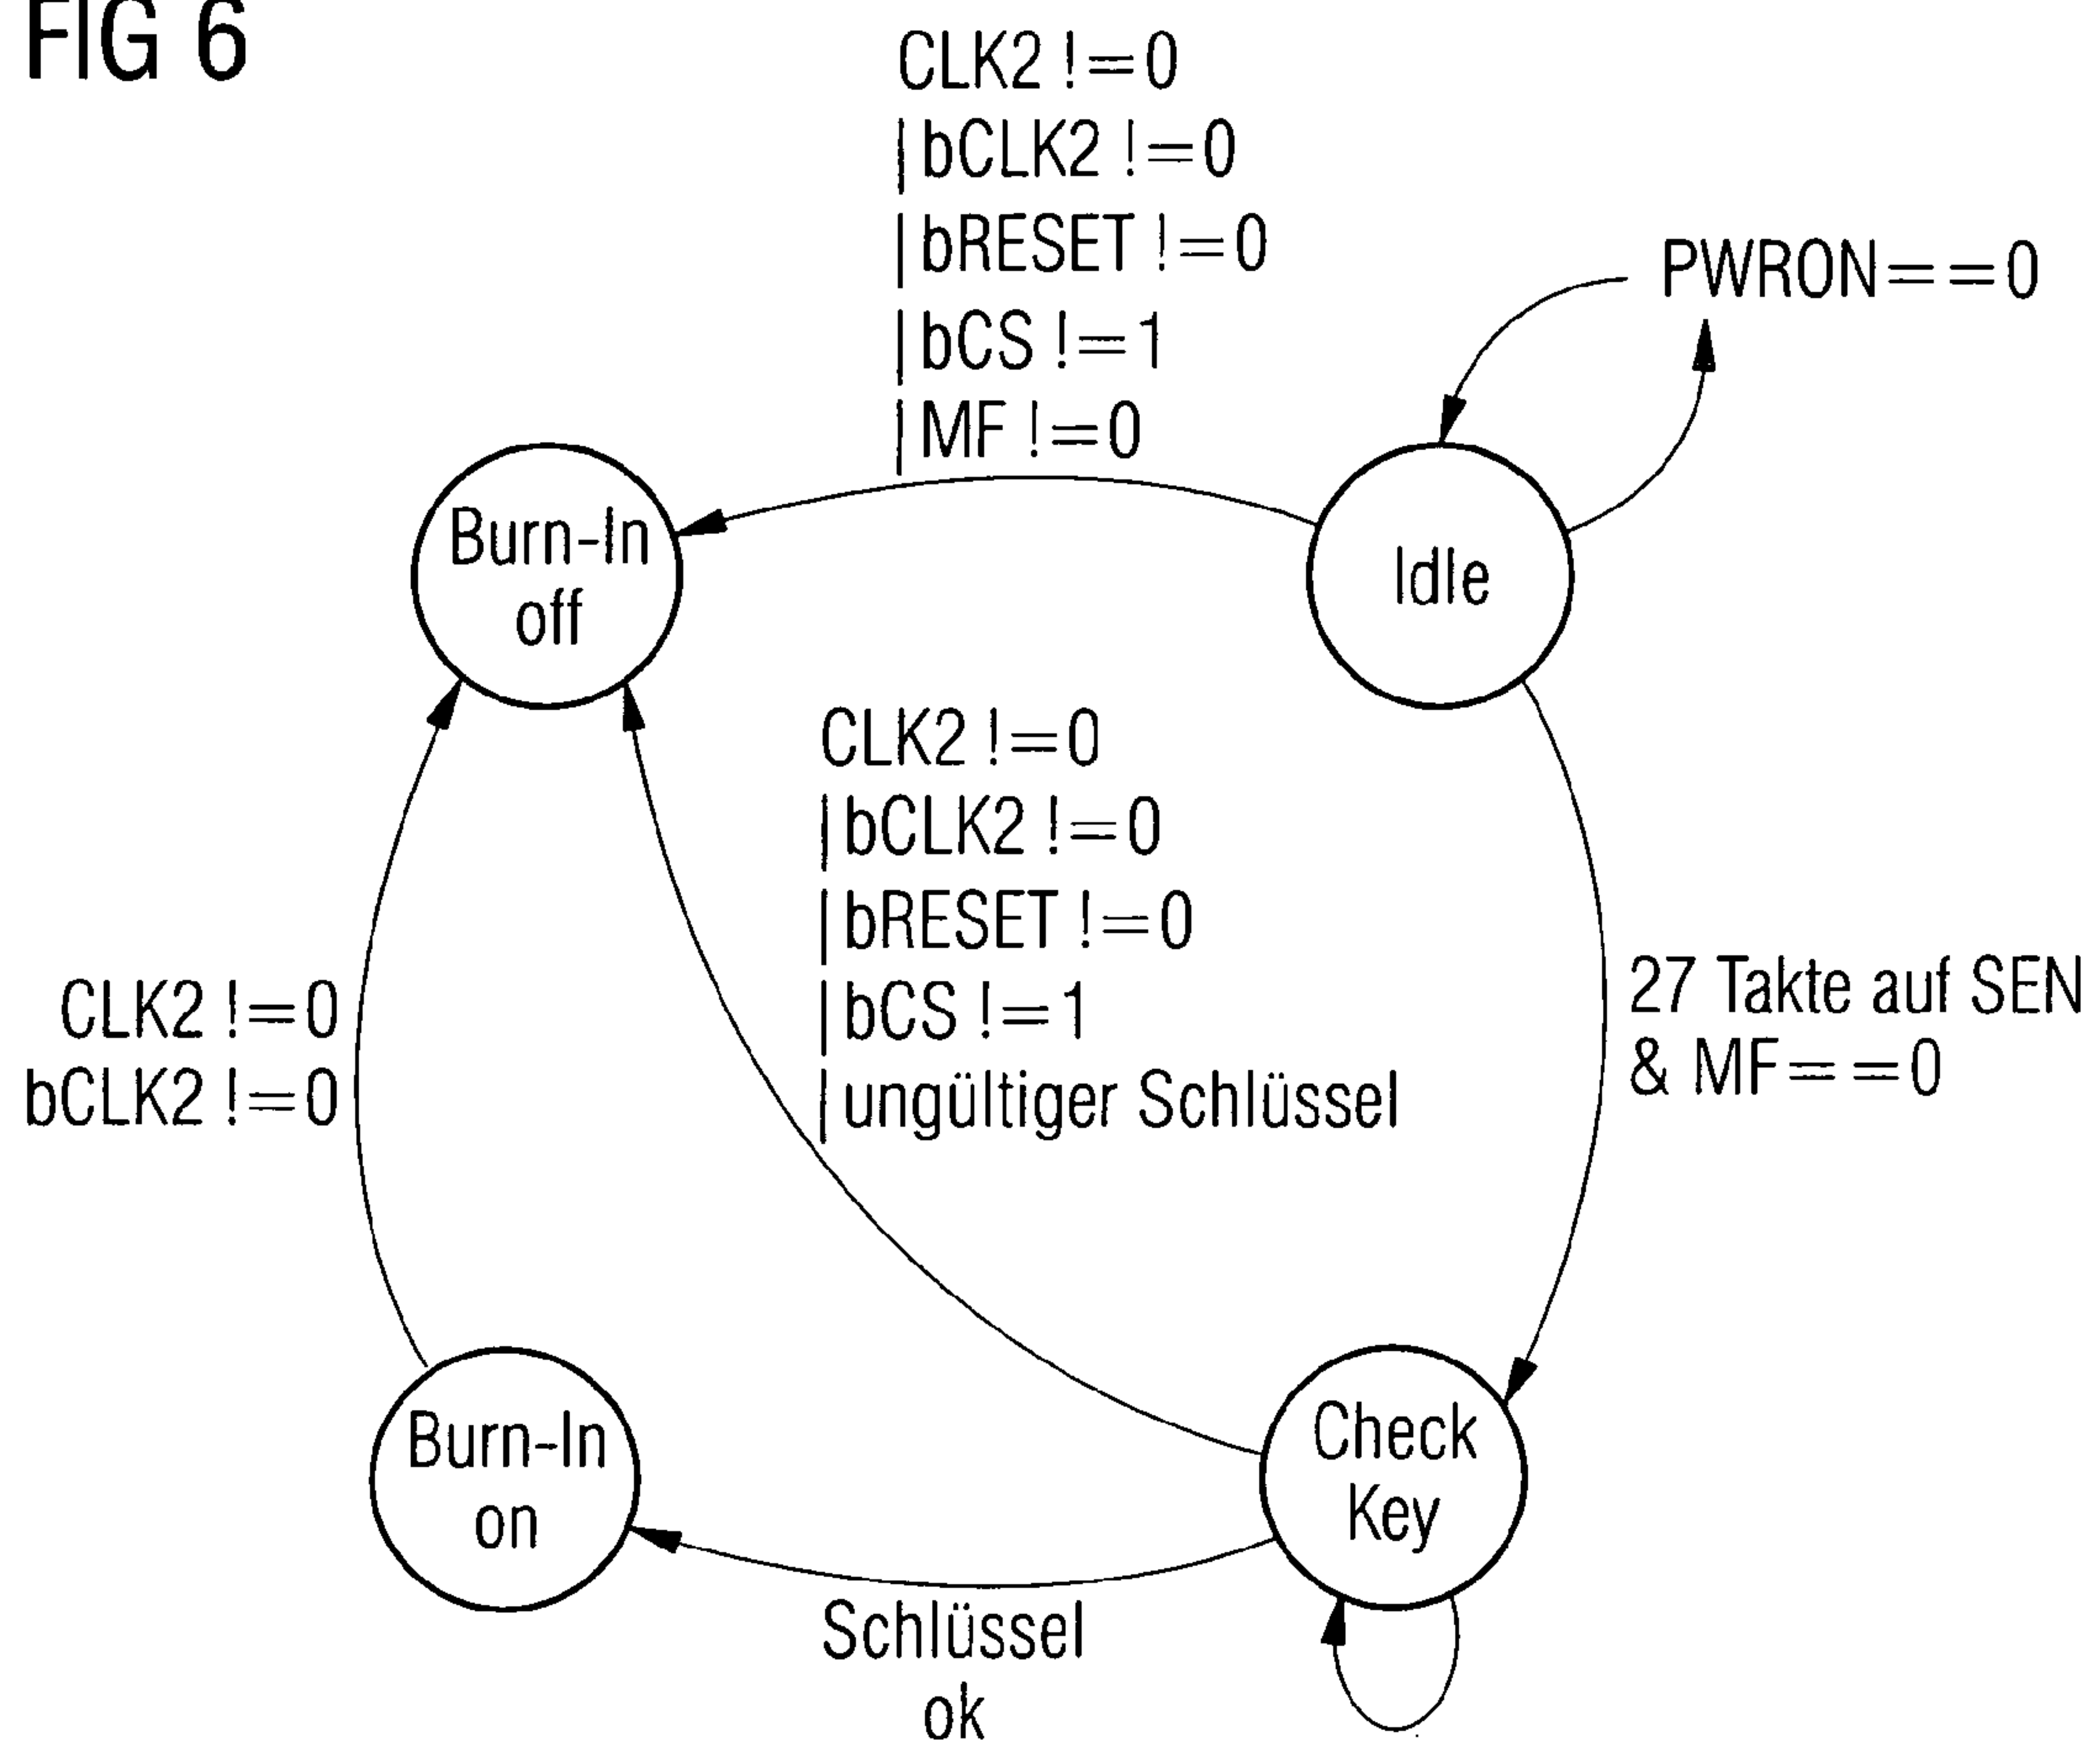 FIG 6
CLK2 !=0
|bCLK2 !=0
|bRESET !=0
|bCS !=1
|MF !=0
PWRON==0
Burn-In
off
Idle
CLK2 !=0
|bCLK2 !=0
|bRESET !=0
|bCS !=1
|ungültiger Schlüssel
27 Takte auf SEN
& MF==0
CLK2 !=0
bCLK2 !=0
Burn-In
on
Check
Key
Schlüssel
ok